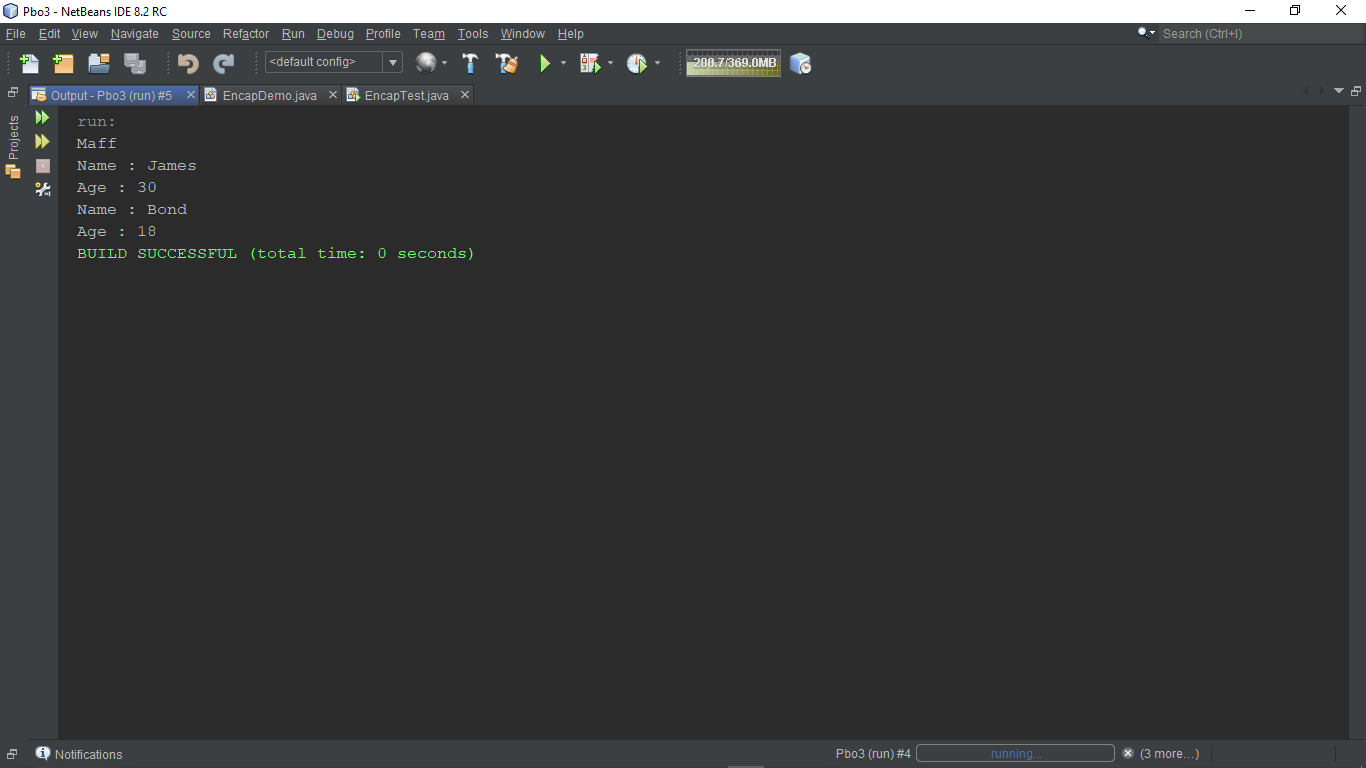 Pbo3 - NetBeans IDE 8.2 RC
File Edit View Navigate Source Refactor Run Debug Profile Team Tools Window Help
Search (Ctrl+I)
<default config>
280.7/369.0MB
Output - Pbo3 (run) #5
EncapDemo.java
EncapTest.java
Projects
run:
Maff
Name : James
Age : 30
Name : Bond
Age : 18
BUILD SUCCESSFUL (total time: 0 seconds)
Notifications
Pbo3 (run) #4
running...
(3 more...)